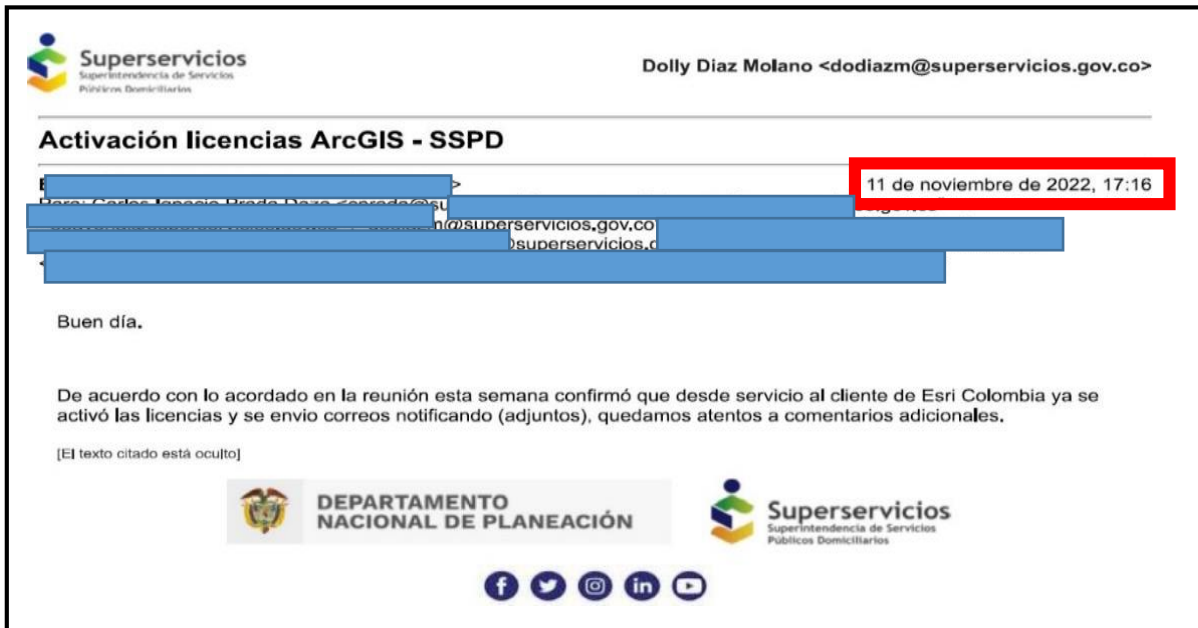 Superservicios
Superintendencia de Servicios
Públicos Domiciliarios
Dolly Diaz Molano <dodiazm@superservicios.gov.co>
Activación licencias ArcGIS - SSPD
11 de noviembre de 2022, 17:16
@superservicios.gov.co
@superservicios.
Buen día.
De acuerdo con lo acordado en la reunión esta semana confirmó que desde servicio al cliente de Esri Colombia ya se
activó las licencias y se envio correos notificando (adjuntos), quedamos atentos a comentarios adicionales.
[El texto citado está oculto]
DEPARTAMENTO
NACIONAL DE PLANEACIÓN
Superservicios
Superintendencia de Servicios
Públicos Domiciliarios